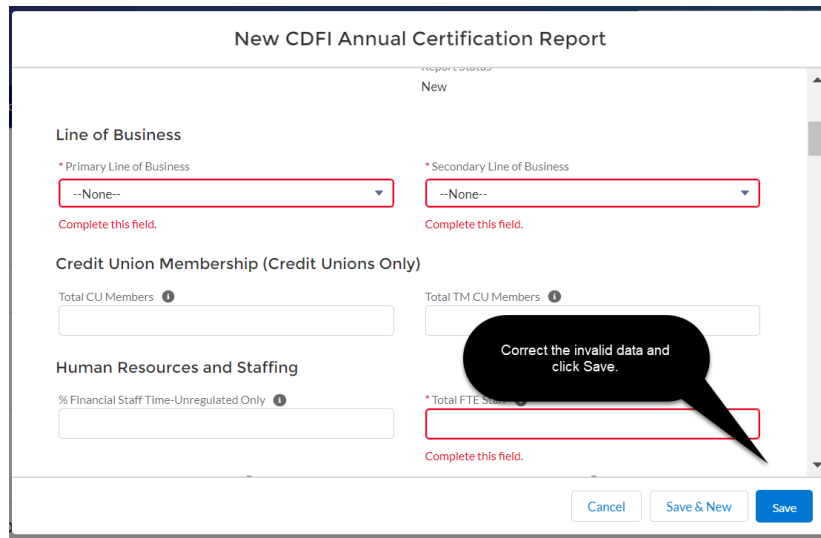 New CDFI Annual Certification Report
Report Status
New
Line of Business
* Primary Line of Business
* Secondary Line of Business
--None--
--None--
Complete this field.
Complete this field.
Credit Union Membership (Credit Unions Only)
Total CU Members
Total TM CU Members
Correct the invalid data and
click Save.
Human Resources and Staffing
% Financial Staff Time-Unregulated Only
* Total FTE Staff
Complete this field.
Cancel
Save & New
Save